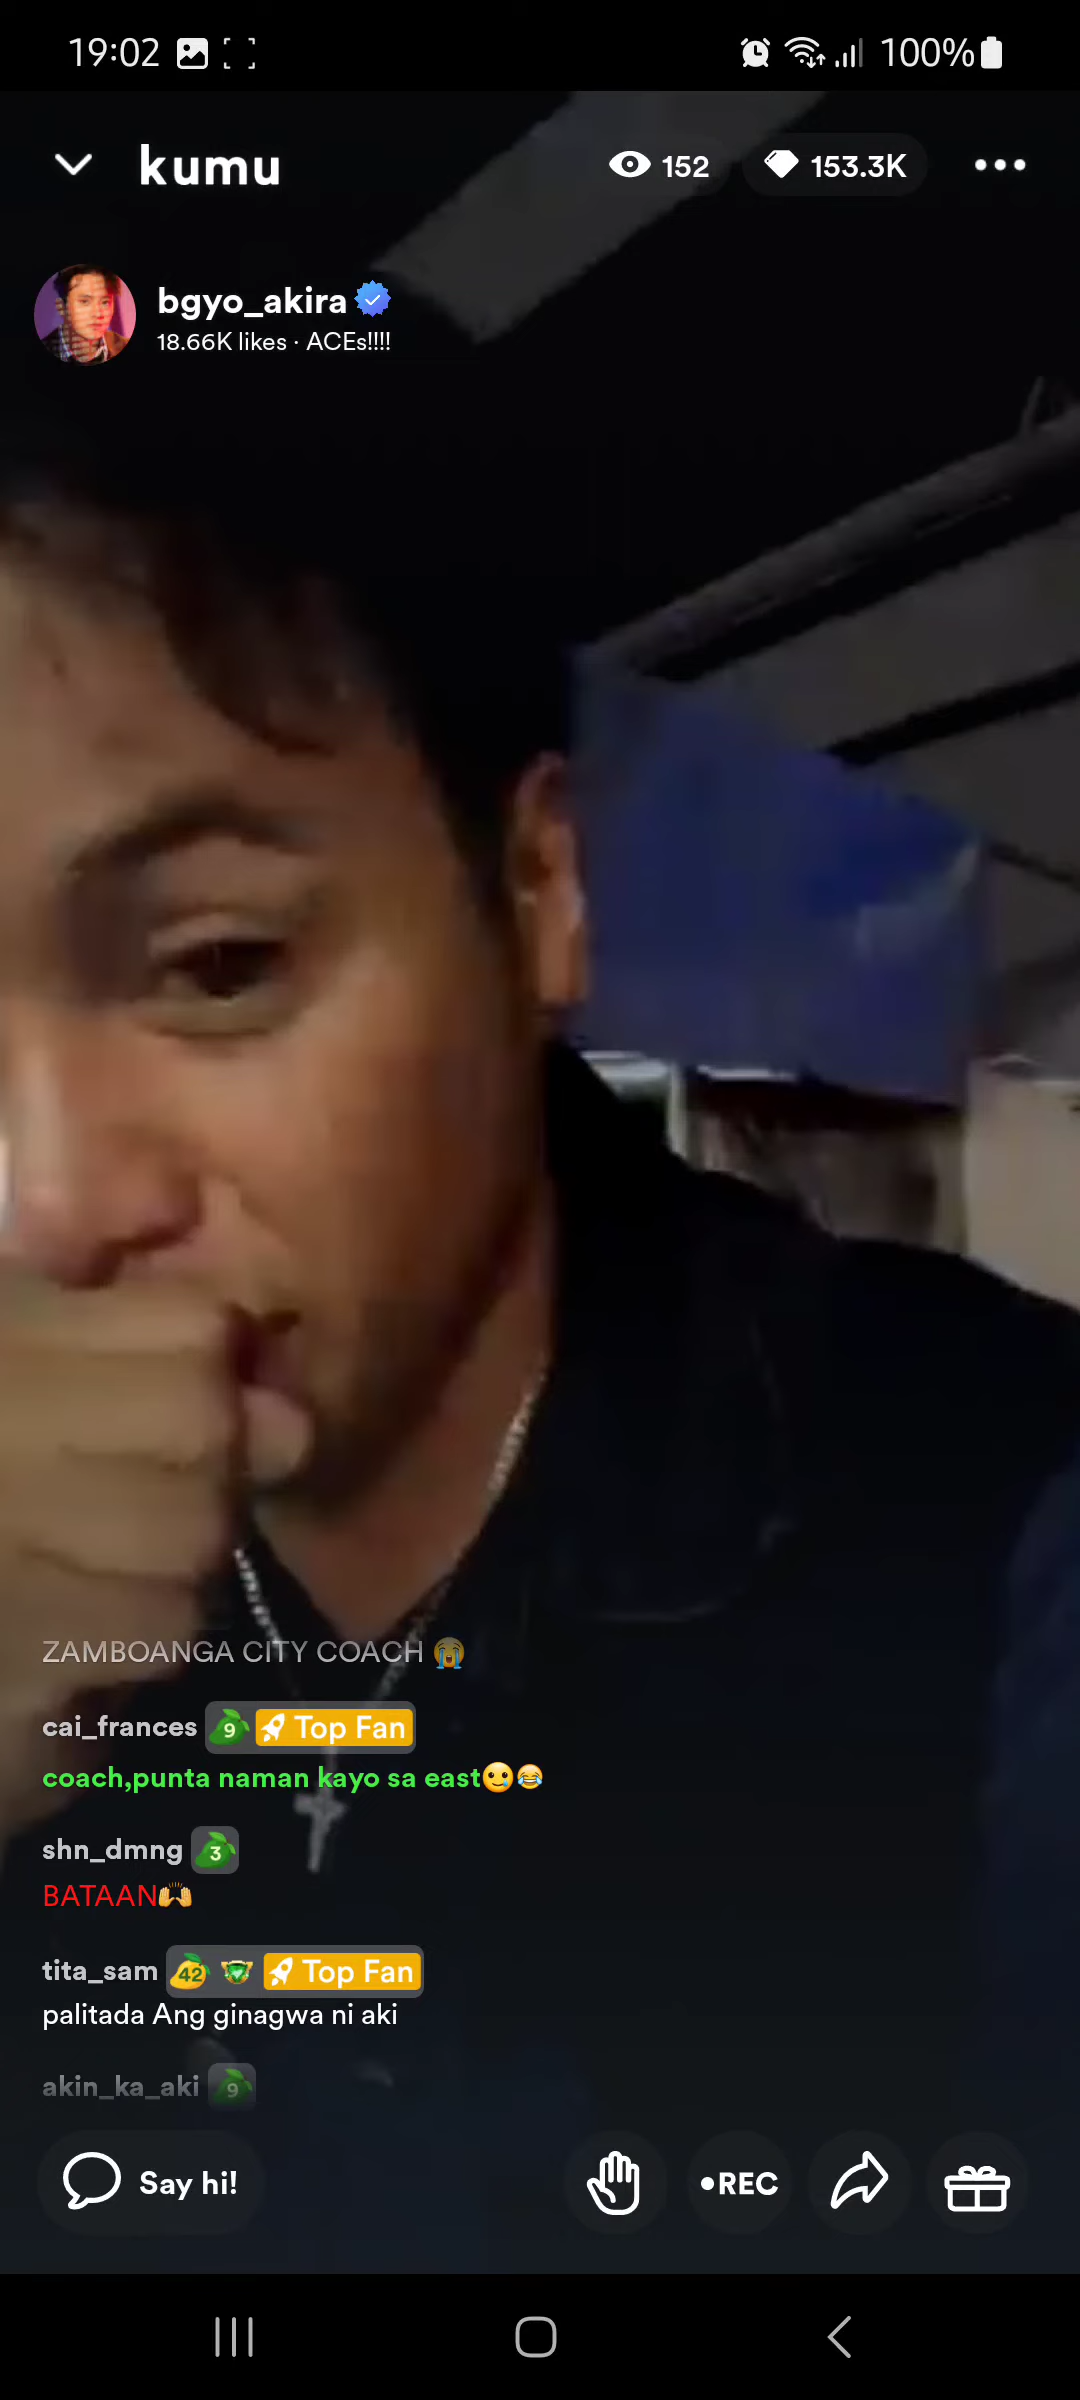 19:02
100%
kumu
152
153.3K
bgyo_akira
18.66K likes · ACEs!!!!
ZAMBOANGA CITY COACH 😭
cai_frances 9 Top Fan
coach,punta naman kayo sa east🥲😂
shn_dmng 3
BATAAN🙌
tita_sam 42 Top Fan
palitada Ang ginagwa ni aki
akin_ka_aki 9
Say hi!
•REC